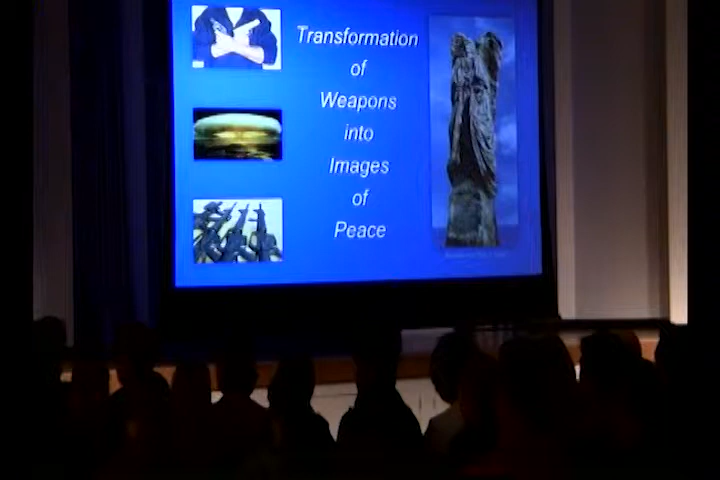 Transformation
of
Weapons
into
Images
of
Peace